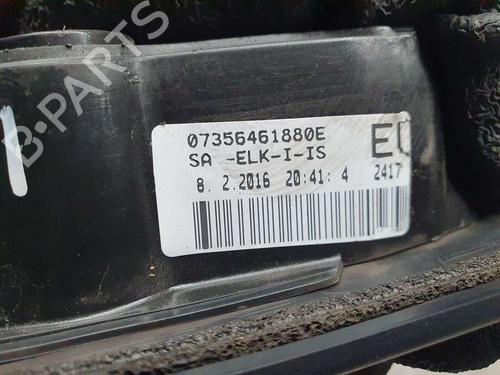 B-PARTS
07356461880E
SA -ELK-I-IS
8. 2.2016 20:41: 4 2417